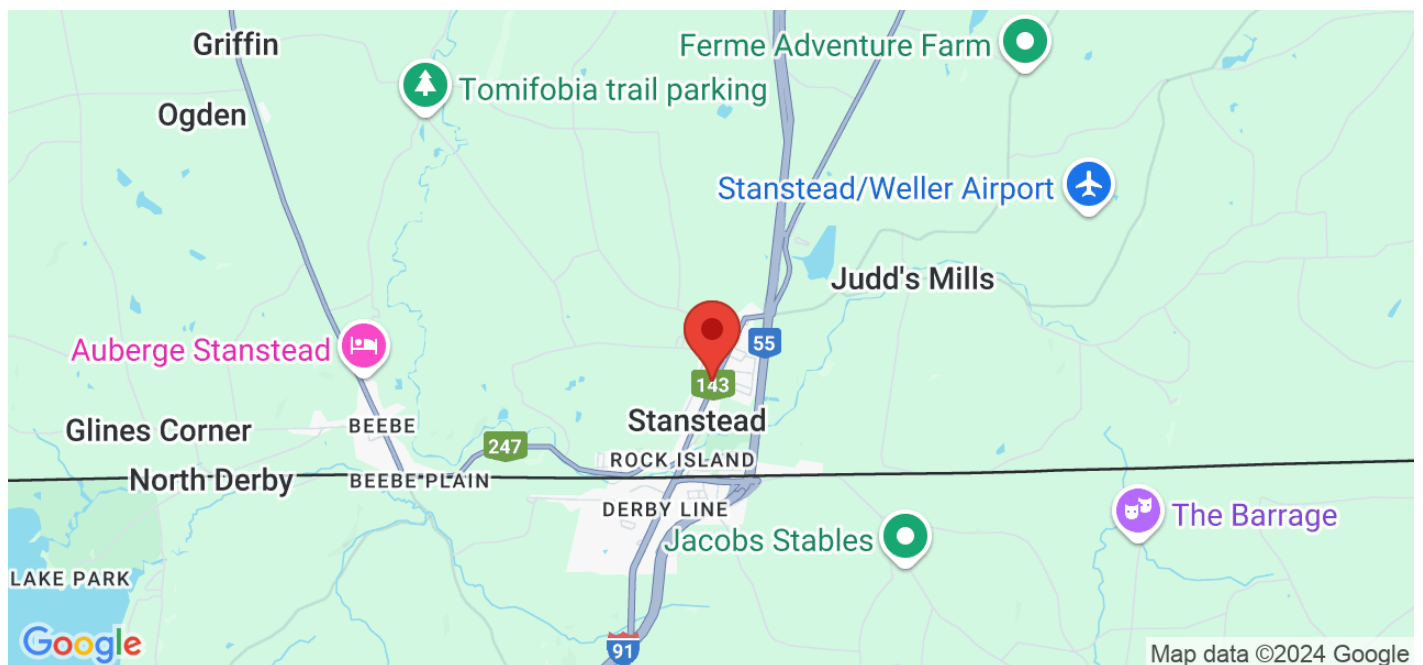 Griffin
Ferme Adventure Farm
Tomifobia trail parking
Ogden
Stanstead/Weller Airport
Judd's Mills
55
Auberge Stanstead
143
Stanstead
BEEBE
Glines Corner
247
ROCK ISLAND
North Derby
BEEBE PLAIN
DERBY LINE
The Barrage
Jacobs Stables
LAKE PARK
Google
91
Map data ©2024 Google